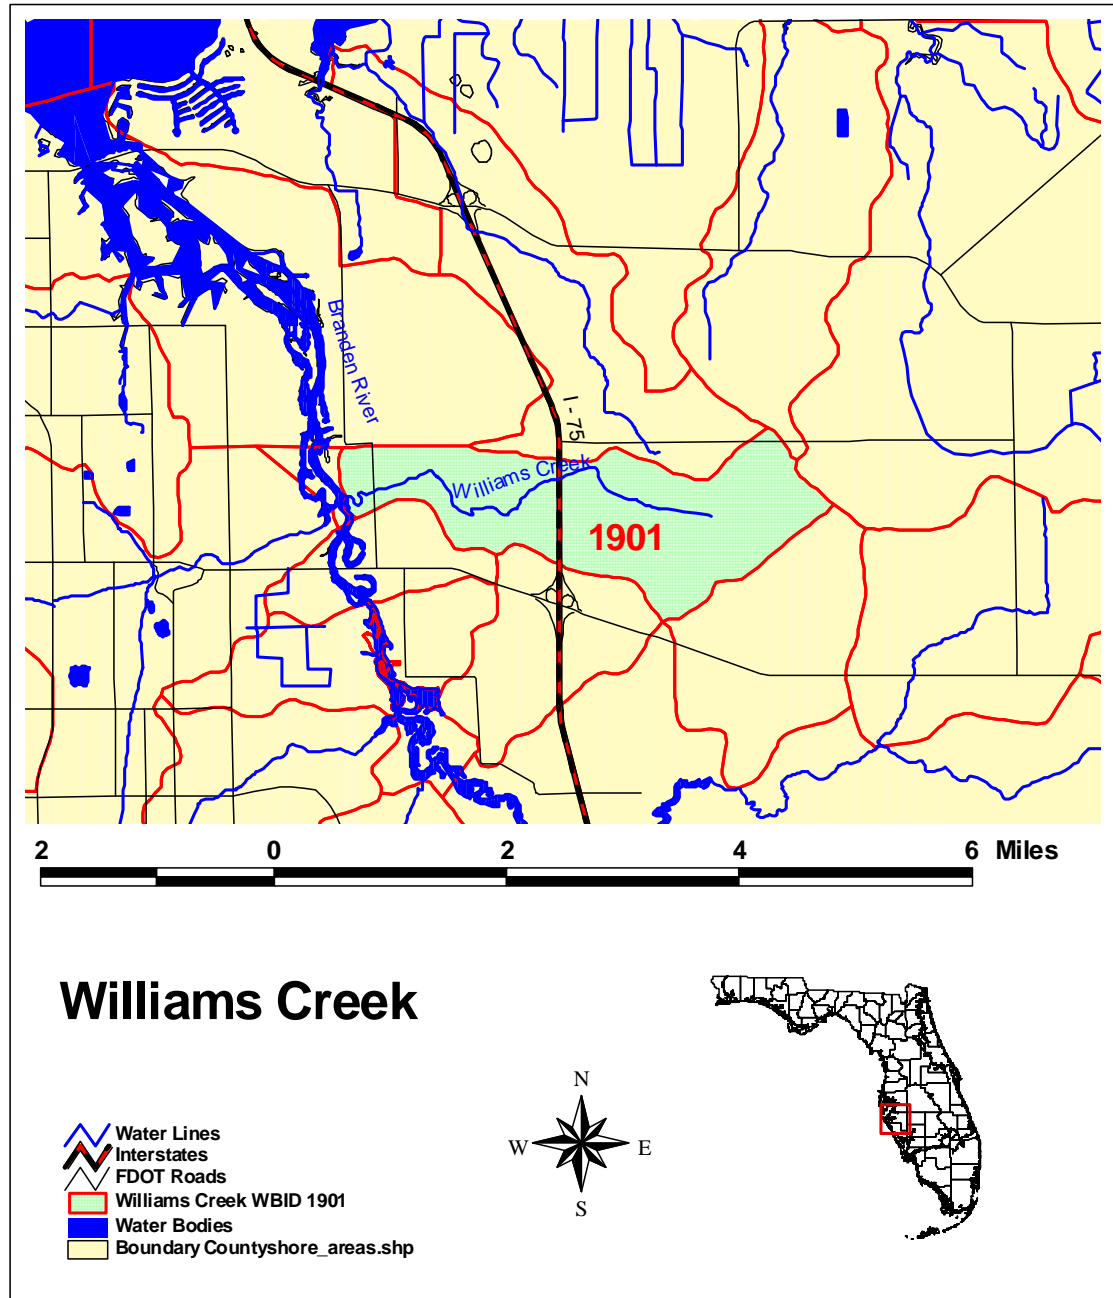 Branden River
I - 75
Williams Creek
1901
2 0 2 4 6 Miles
Williams Creek
N
W E
S
Water Lines
Interstates
FDOT Roads
Williams Creek WBID 1901
Water Bodies
Boundary Countyshore_areas.shp